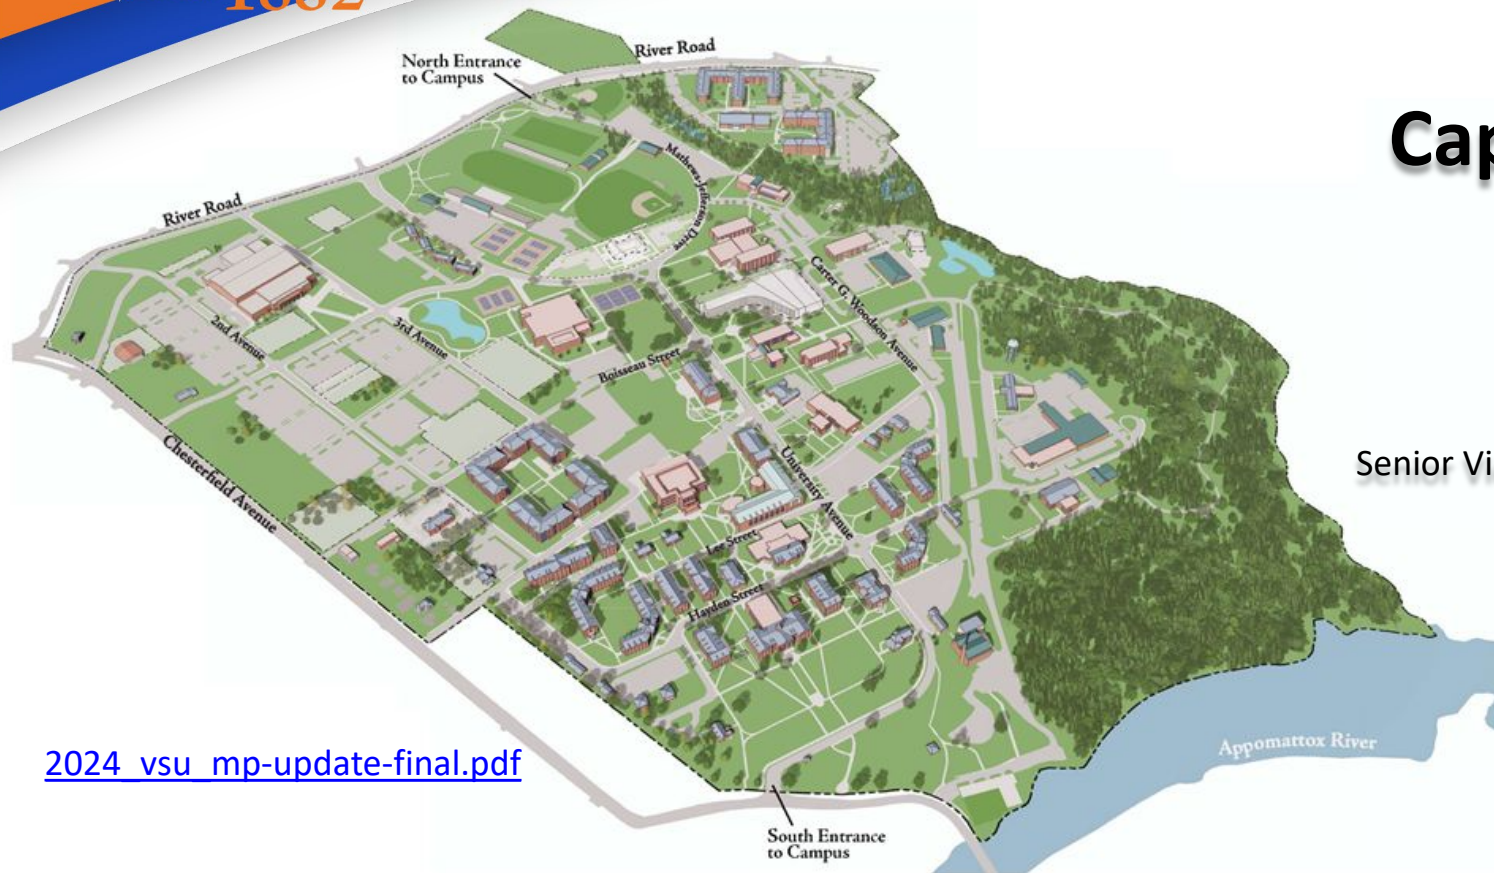 1882
North Entrance
to Campus
River Road
Cap
River Road
Mathews-Jefferson Drive
Carter G. Woodson Avenue
2nd Avenue
3rd Avenue
Boisseau Street
Chesterfield Avenue
University Avenue
Senior Vi
Lee Street
Hayden Street
2024_vsu_mp-update-final.pdf
Appomattox River
South Entrance
to Campus